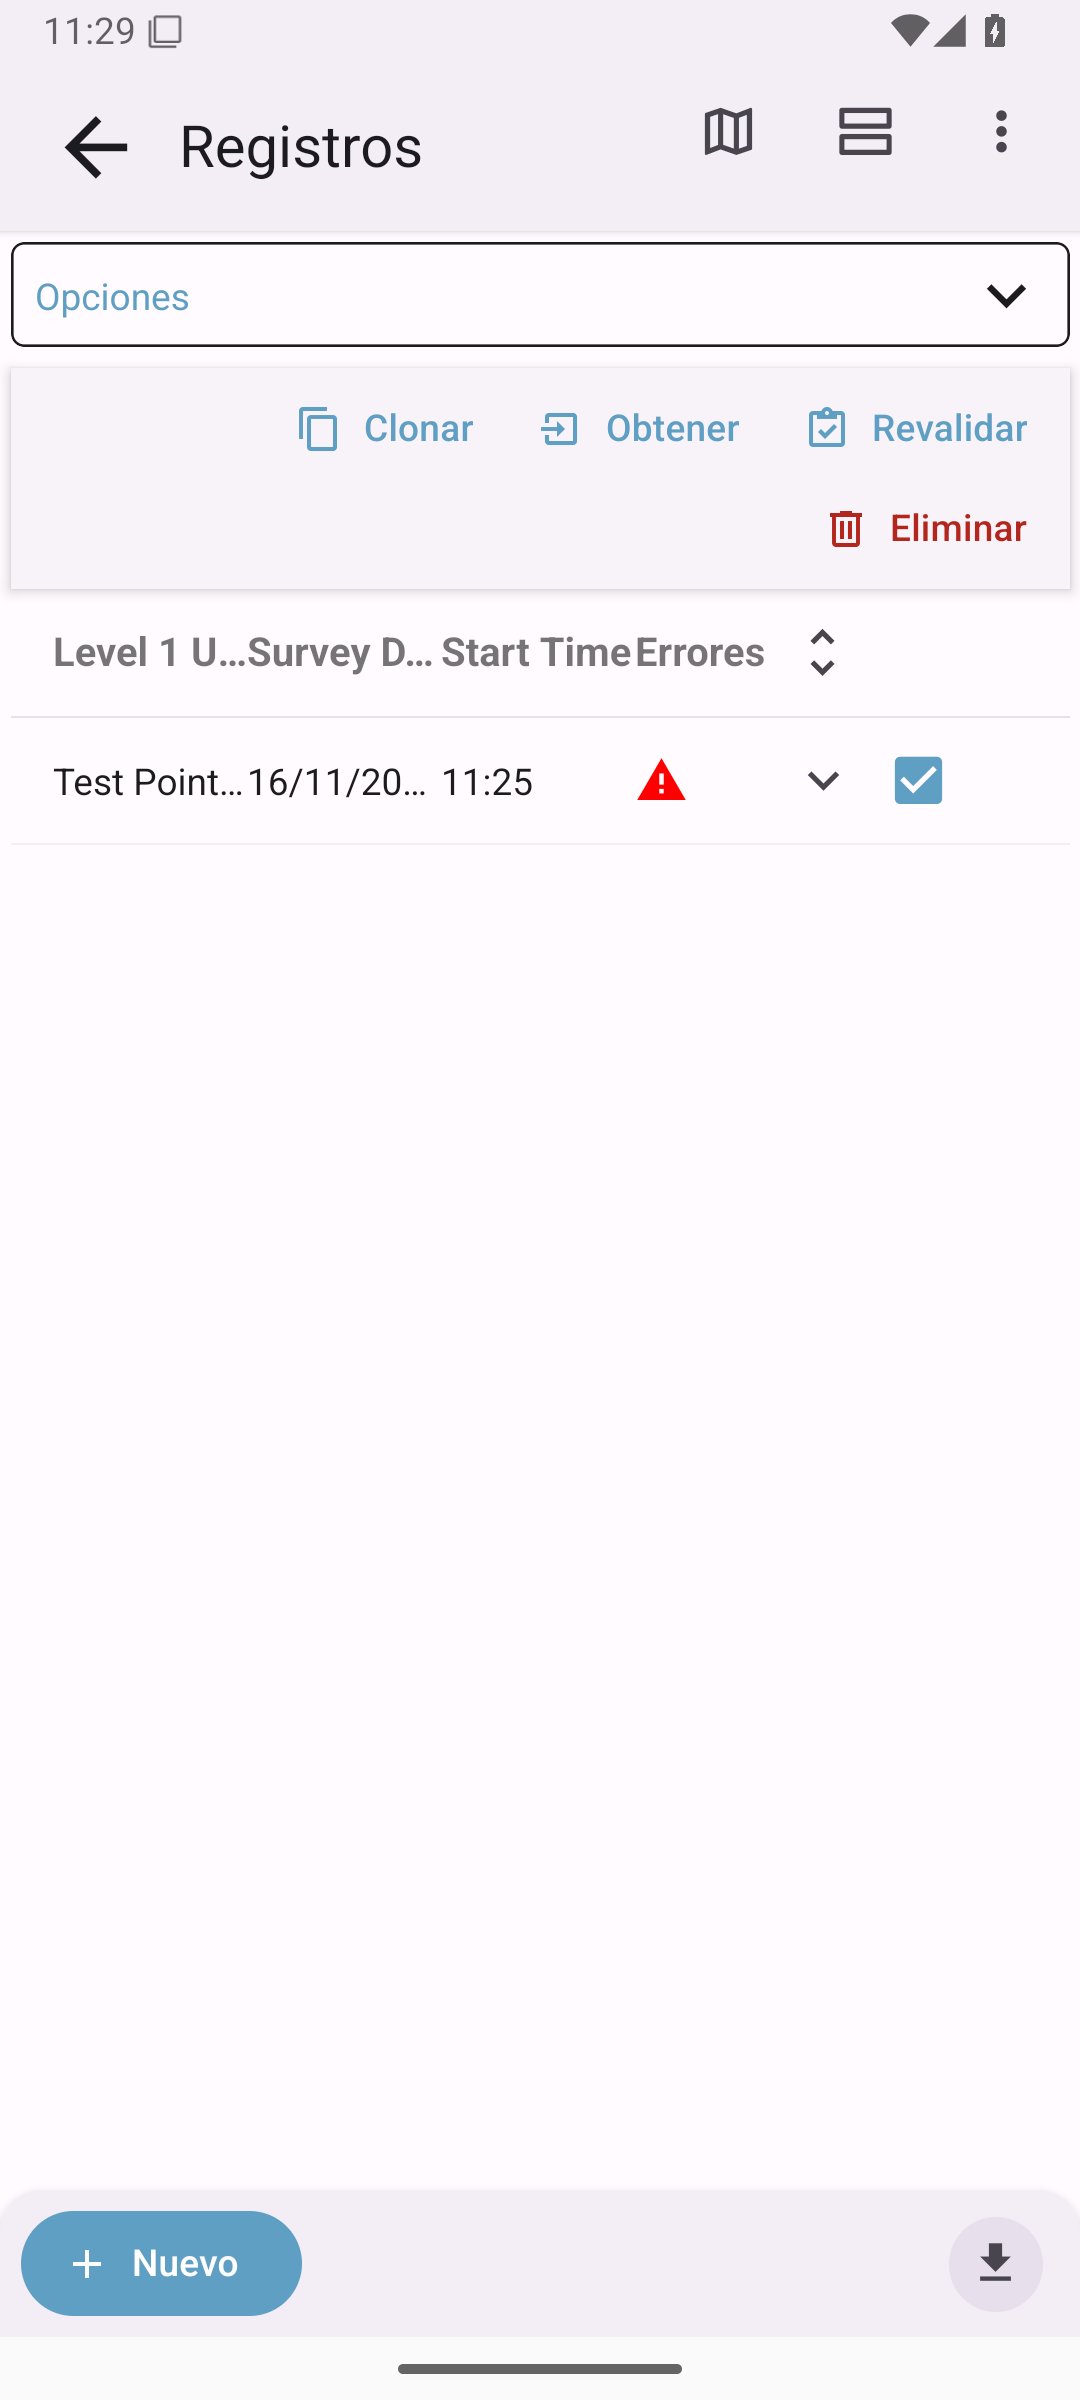 11:29
Registros
Opciones
Clonar Obtener Revalidar
Eliminar
Level 1 U... Survey D... Start Time Errores
Test Point... 16/11/20... 11:25
Nuevo